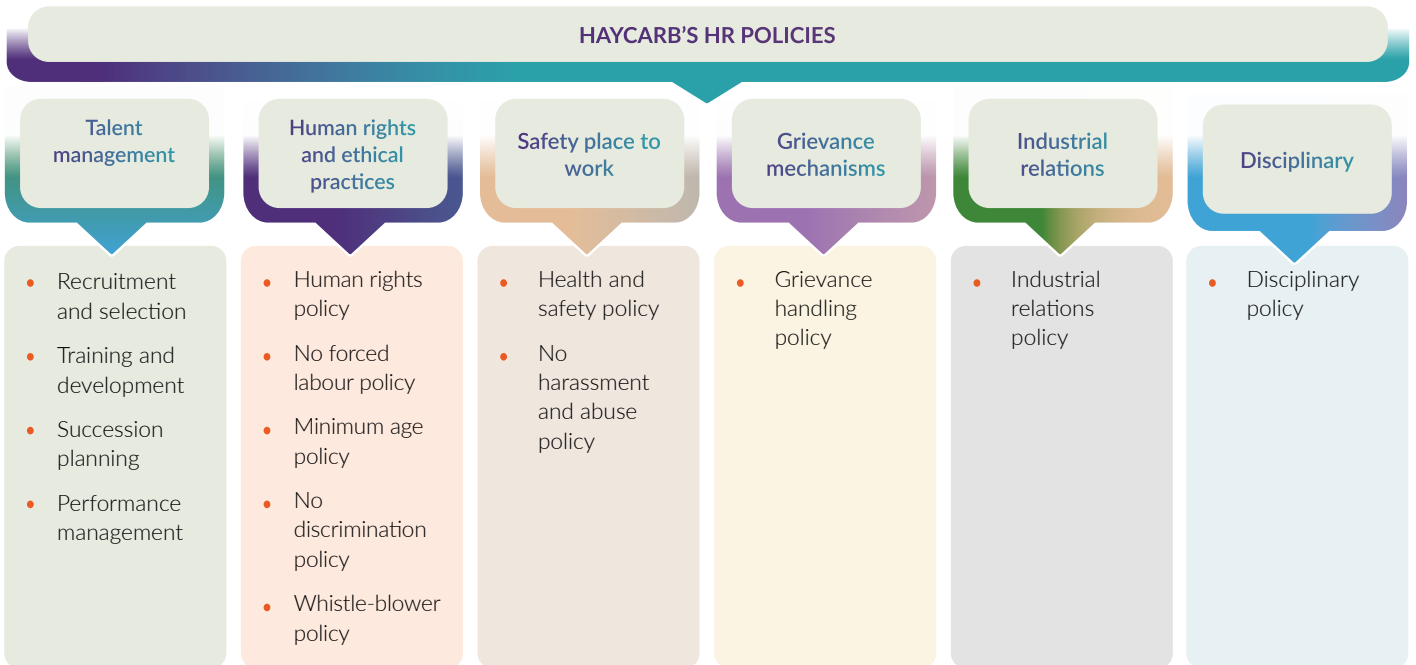 HAYCARB'S HR POLICIES
Talent
management
Recruitment
and selection
Training and
development
Succession
planning
Performance
management
Human rights
and ethical
practices
Human rights
policy
No forced
labour policy
Minimum age
policy
No
discrimination
policy
Whistle-blower
policy
Safety place to
work
Health and
safety policy
No
harassment
and abuse
policy
Grievance
mechanisms
Grievance
handling
policy
Industrial
relations
Industrial
relations
policy
Disciplinary
Disciplinary
policy